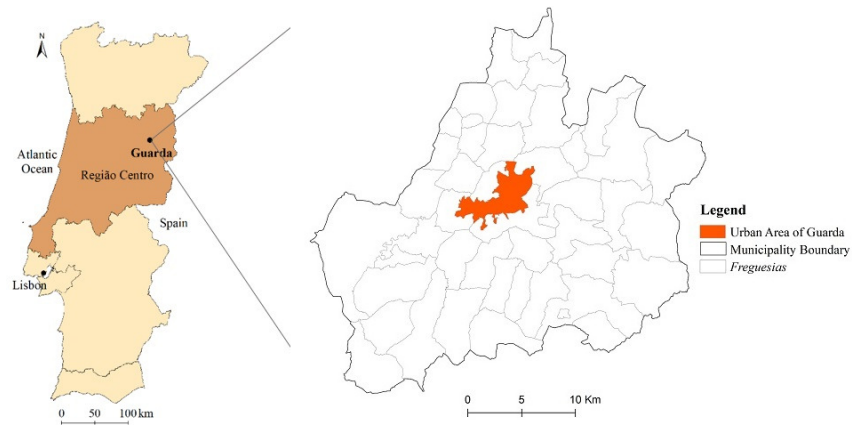 N
Atlantic
Ocean
Guarda
Região Centro
Spain
Lisbon
0 50 100 km
Legend
Urban Area of Guarda
Municipality Boundary
Freguesias
0 5 10 Km